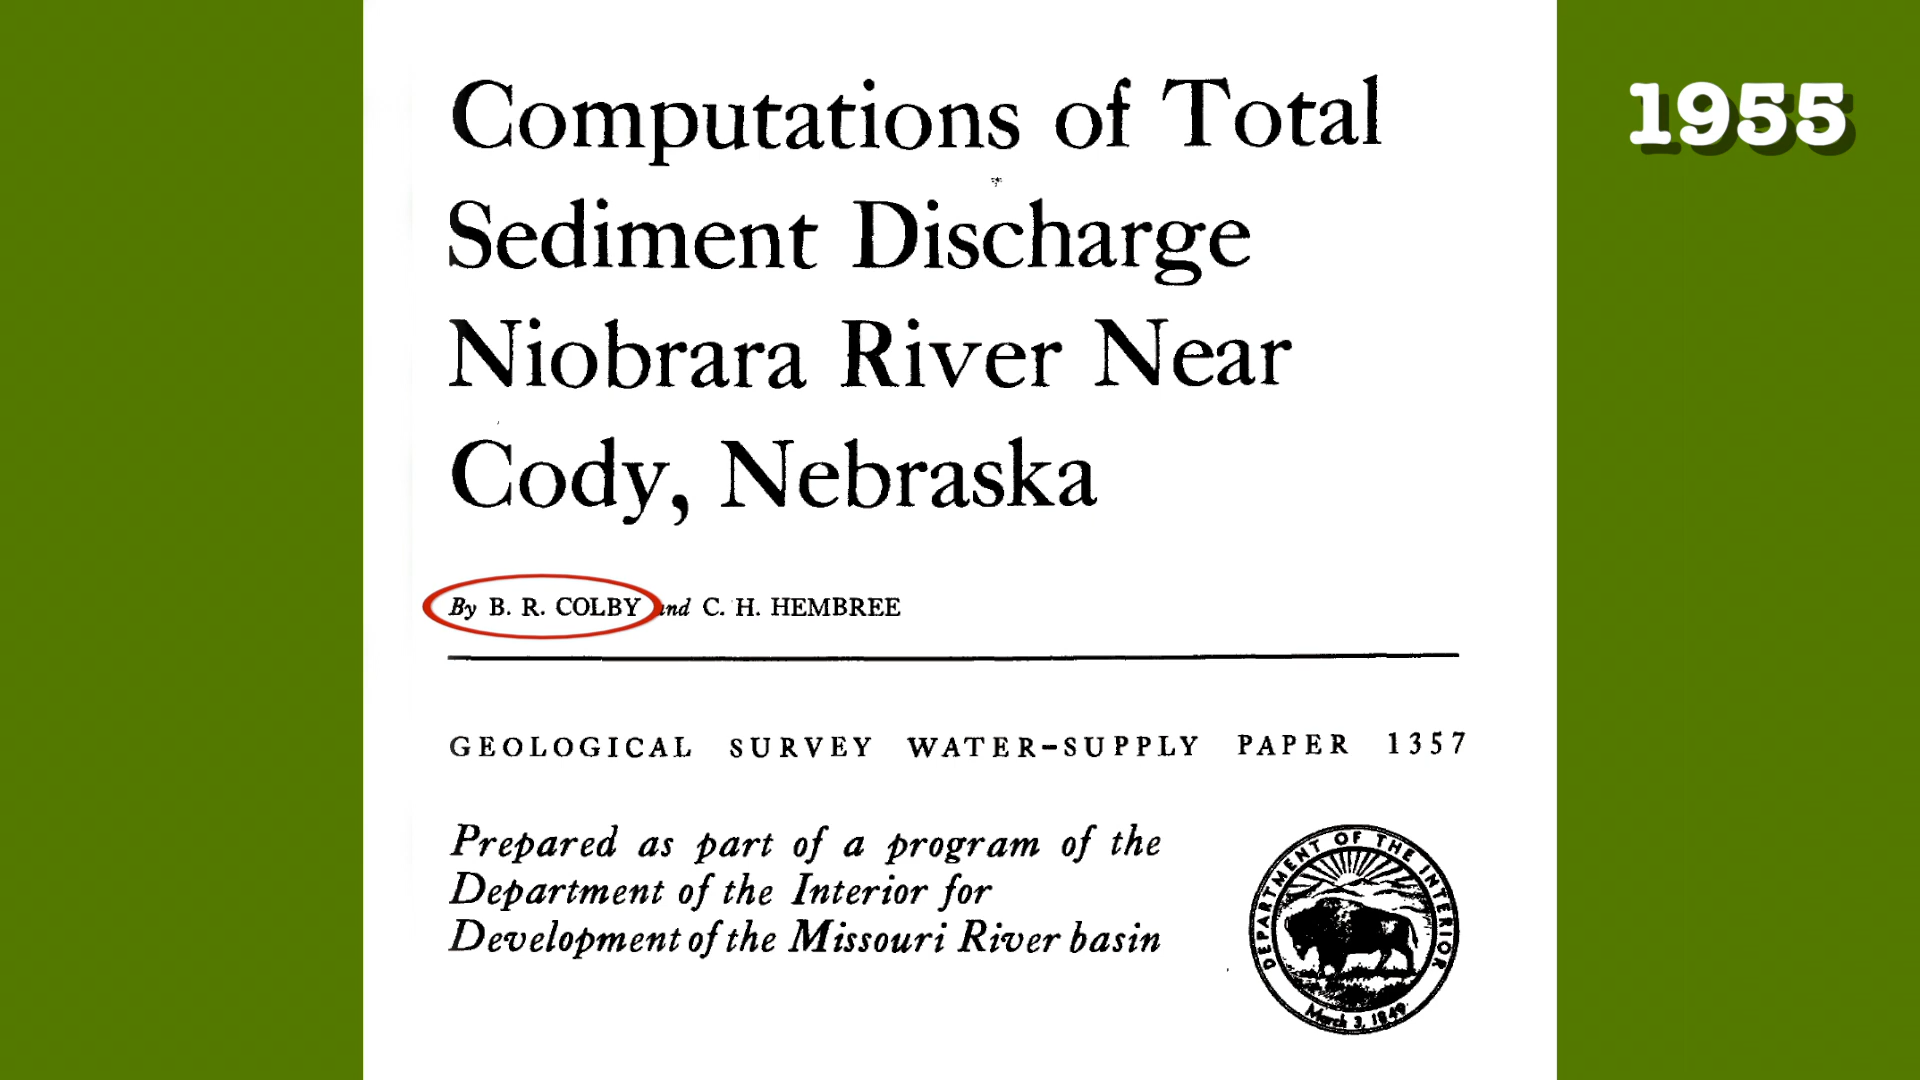 Computations of Total
Sediment Discharge
Niobrara River Near
Cody, Nebraska
By B. R. COLBY and C. H. HEMBREE
GEOLOGICAL SURVEY WATER-SUPPLY PAPER 1357
Prepared as part of a program of the
Department of the Interior for
Development of the Missouri River basin
DEPARTMENT OF THE INTERIOR
March 3, 1849
1955